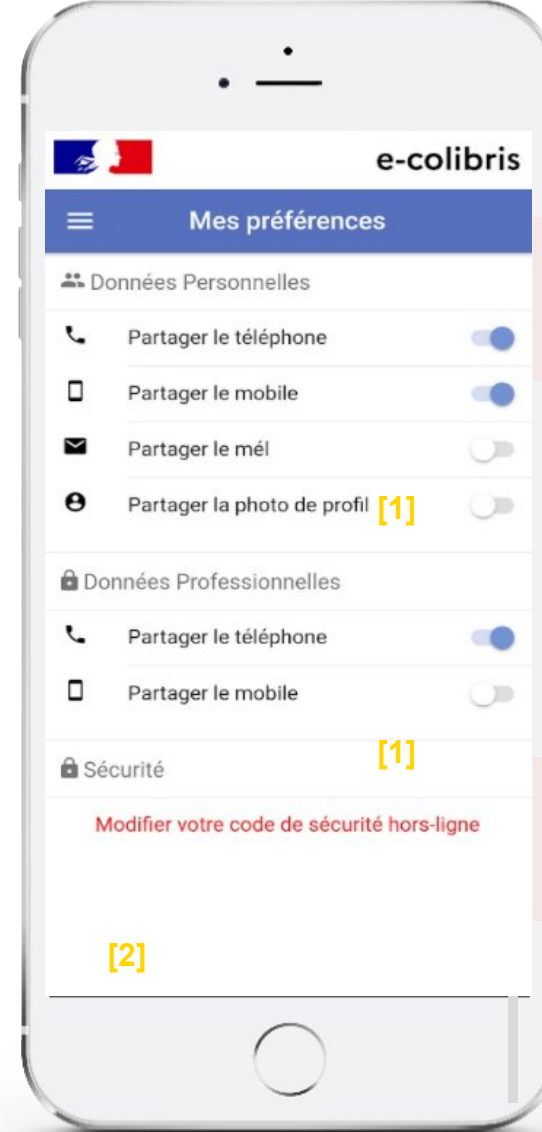 e-colibris
Mes préférences
Données Personnelles
Partager le téléphone
Partager le mobile
Partager le mél
Partager la photo de profil [1]
Données Professionnelles
Partager le téléphone
Partager le mobile
[1]
Sécurité
Modifier votre code de sécurité hors-ligne
[2]